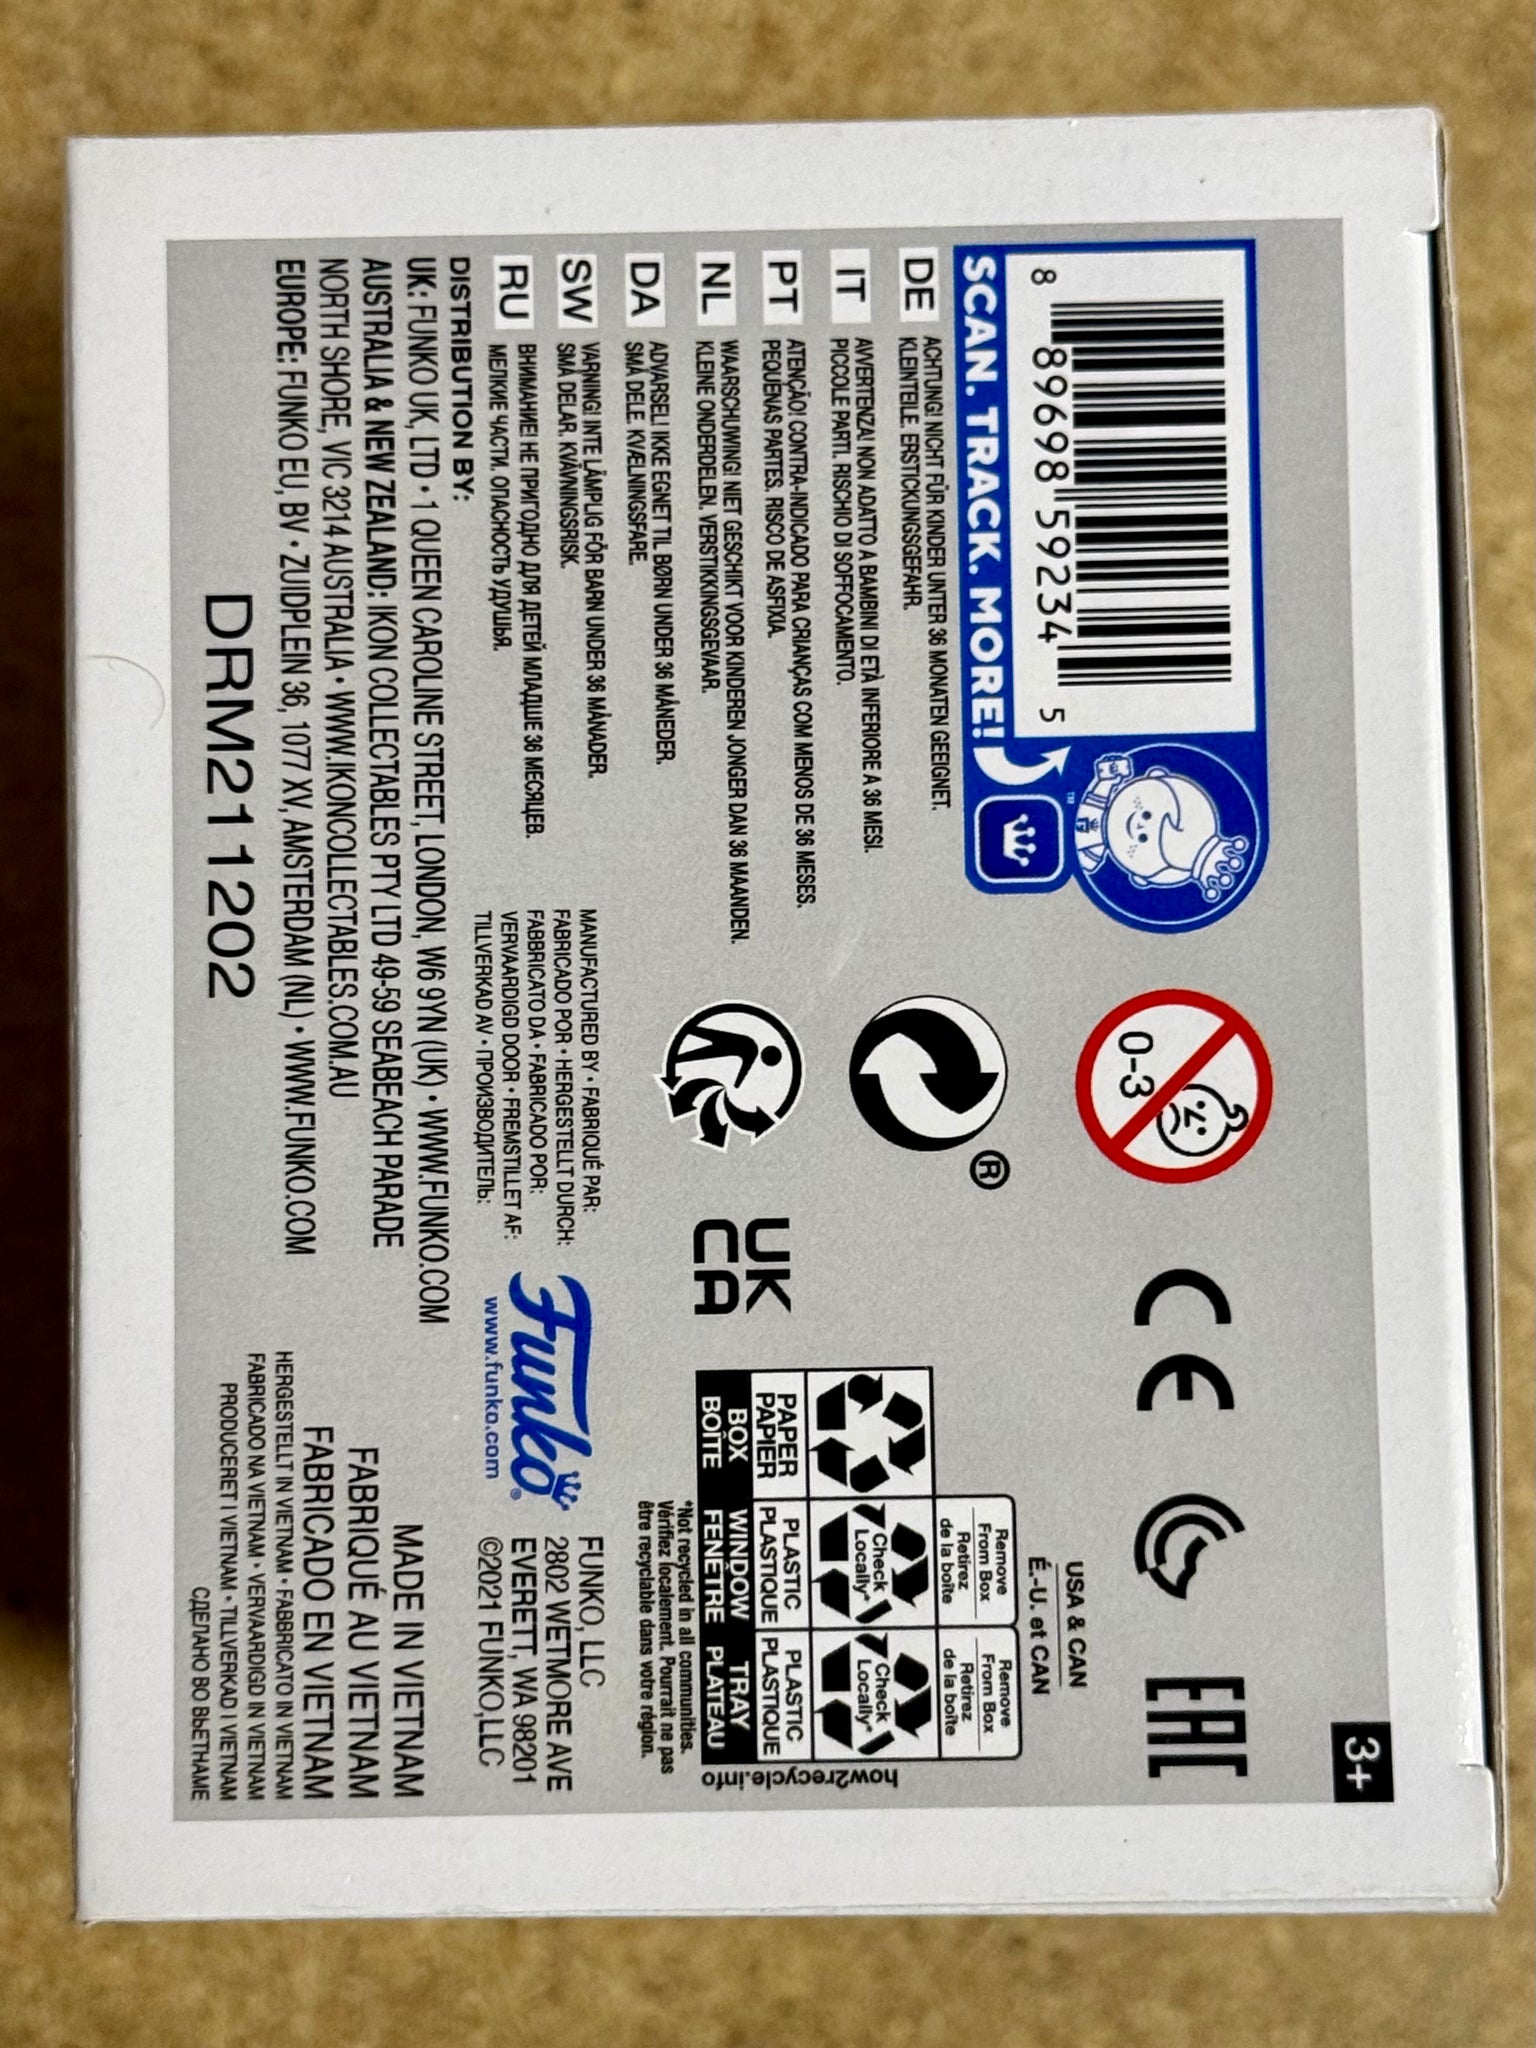 3+
8 89698 59234 5
SCAN. TRACK. MORE!
TM
0-3
CE
EAC
DE ACHTUNG! NICHT FÜR KINDER UNTER 36 MONATEN GEEIGNET.
KLEINTEILE. ERSTICKUNGSGEFAHR.
IT AVVERTENZA! NON ADATTO A BAMBINI DI ETÀ INFERIORE A 36 MESI.
PICCOLE PARTI. RISCHIO DI SOFFOCAMENTO.
PT ATENÇÃO! CONTRA-INDICADO PARA CRIANÇAS COM MENOS DE 36 MESES.
PEQUENAS PARTES. RISCO DE ASFIXIA.
NL WAARSCHUWING! NIET GESCHIKT VOOR KINDEREN JONGER DAN 36 MAANDEN.
KLEINE ONDERDELEN. VERSTIKKINGSGEVAAR.
DA ADVARSEL! IKKE EGNET TIL BØRN UNDER 36 MÅNEDER.
SMÅ DELE. KVÆLNINGSFARE.
SW VARNING! INTE LÄMPLIG FÖR BARN UNDER 36 MÅNADER.
SMÅ DELAR. KVÄVNINGSRISK.
RU ВНИМАНИЕ! НЕ ПРИГОДНО ДЛЯ ДЕТЕЙ МЛАДШЕ 36 МЕСЯЦЕВ.
МЕЛКИЕ ЧАСТИ. ОПАСНОСТЬ УДУШЬЯ.
®
UK
CA
USA & CAN
É.-U. et CAN
Remove
From Box
Retirez
de la boîte
Remove
From Box
Retirez
de la boîte
Check
Locally*
Check
Locally*
PAPER
PAPIER
PLASTIC
PLASTIQUE
PLASTIC
PLASTIQUE
BOX
BOÎTE
WINDOW
FENÊTRE
TRAY
PLATEAU
how2recycle.info
*Not recycled in all communities.
Vérifiez localement. Pourrait ne pas
être recyclable dans votre région.
MANUFACTURED BY • FABRIQUÉ PAR:
FABRICADO POR • HERGESTELLT DURCH:
FABBRICATO DA • FABRICADO POR:
VERVAARDIGD DOOR • FREMSTILLET AF:
TILLVERKAD AV • ПРОИЗВОДИТЕЛЬ:
Funko®
www.funko.com
FUNKO, LLC
2802 WETMORE AVE
EVERETT, WA 98201
©2021 FUNKO,LLC
DISTRIBUTION BY:
UK: FUNKO UK, LTD • 1 QUEEN CAROLINE STREET, LONDON, W6 9YN (UK) • WWW.FUNKO.COM
AUSTRALIA & NEW ZEALAND: IKON COLLECTABLES PTY LTD 49-59 SEABEACH PARADE
NORTH SHORE, VIC 3214 AUSTRALIA • WWW.IKONCOLLECTABLES.COM.AU
EUROPE: FUNKO EU, BV • ZUIDPLEIN 36, 1077 XV, AMSTERDAM (NL) • WWW.FUNKO.COM
DRM211202
MADE IN VIETNAM
FABRIQUÉ AU VIETNAM
FABRICADO EN VIETNAM
HERGESTELLT IN VIETNAM • FABBRICATO IN VIETNAM
FABRICADO NA VIETNAM • VERVAARDIGD IN VIETNAM
PRODUCERET I VIETNAM • TILLVERKAD I VIETNAM
СДЕЛАНО ВО ВЬЕТНАМЕ